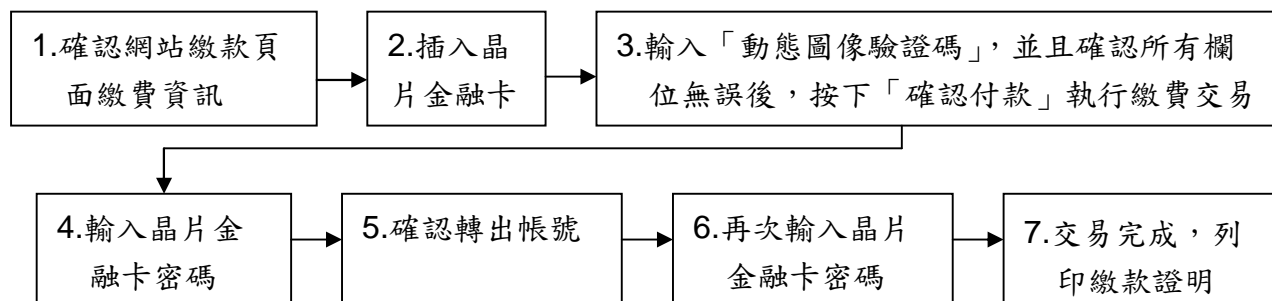 1.確認網站繳款頁
面繳費資訊
2.插入晶
片金融卡
3.輸入「動態圖像驗證碼」，並且確認所有欄
位無誤後，按下「確認付款」執行繳費交易
4.輸入晶片金
融卡密碼
5.確認轉出帳號
6.再次輸入晶片
金融卡密碼
7.交易完成，列
印繳款證明